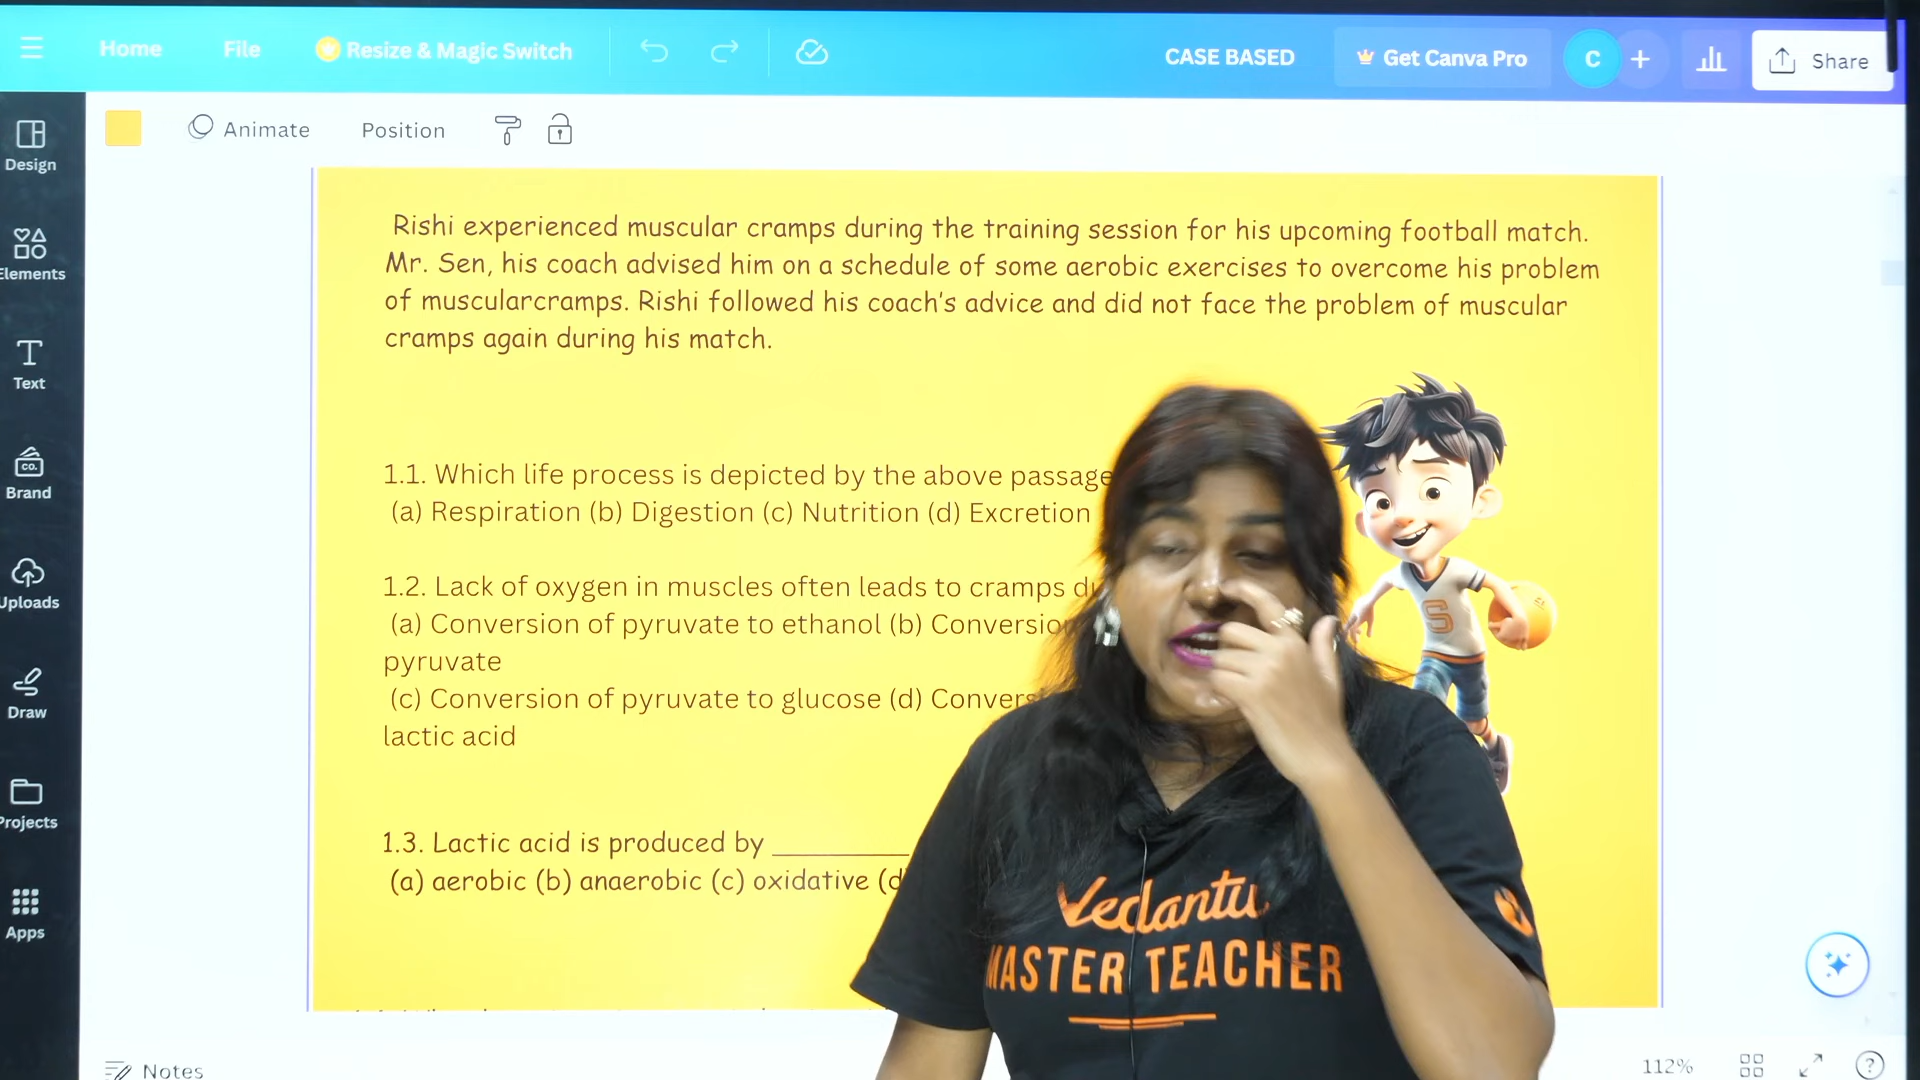 Home File Resize & Magic Switch CASE BASED Get Canva Pro C + Share
Animate Position
Design
Elements
Text
Brand
Uploads
Draw
Projects
Apps
Rishi experienced muscular cramps during the training session for his upcoming football match.
Mr. Sen, his coach advised him on a schedule of some aerobic exercises to overcome his problem
of muscularcramps. Rishi followed his coach's advice and did not face the problem of muscular
cramps again during his match.
1.1. Which life process is depicted by the above passage
(a) Respiration (b) Digestion (c) Nutrition (d) Excretion
1.2. Lack of oxygen in muscles often leads to cramps
(a) Conversion of pyruvate to ethanol (b)
pyruvate
(c) Conversion of pyruvate to glucose (d)
lactic acid
1.3. Lactic acid is produced by __________
(a) aerobic (b) anaerobic (c) oxidative
CO.
S
Vedantu
MASTER TEACHER
Notes
112%
?